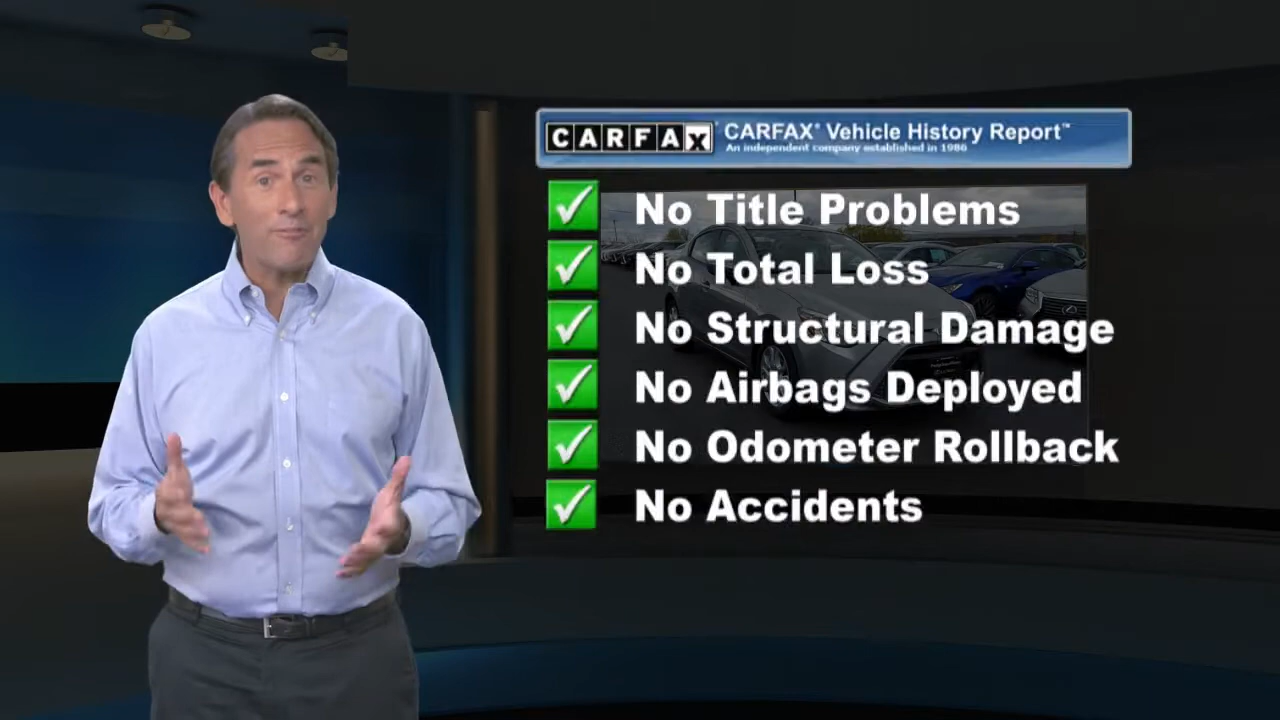 CARFAX CARFAX® Vehicle History Report™
An independent company established in 1986
No Title Problems
No Total Loss
No Structural Damage
No Airbags Deployed
No Odometer Rollback
No Accidents